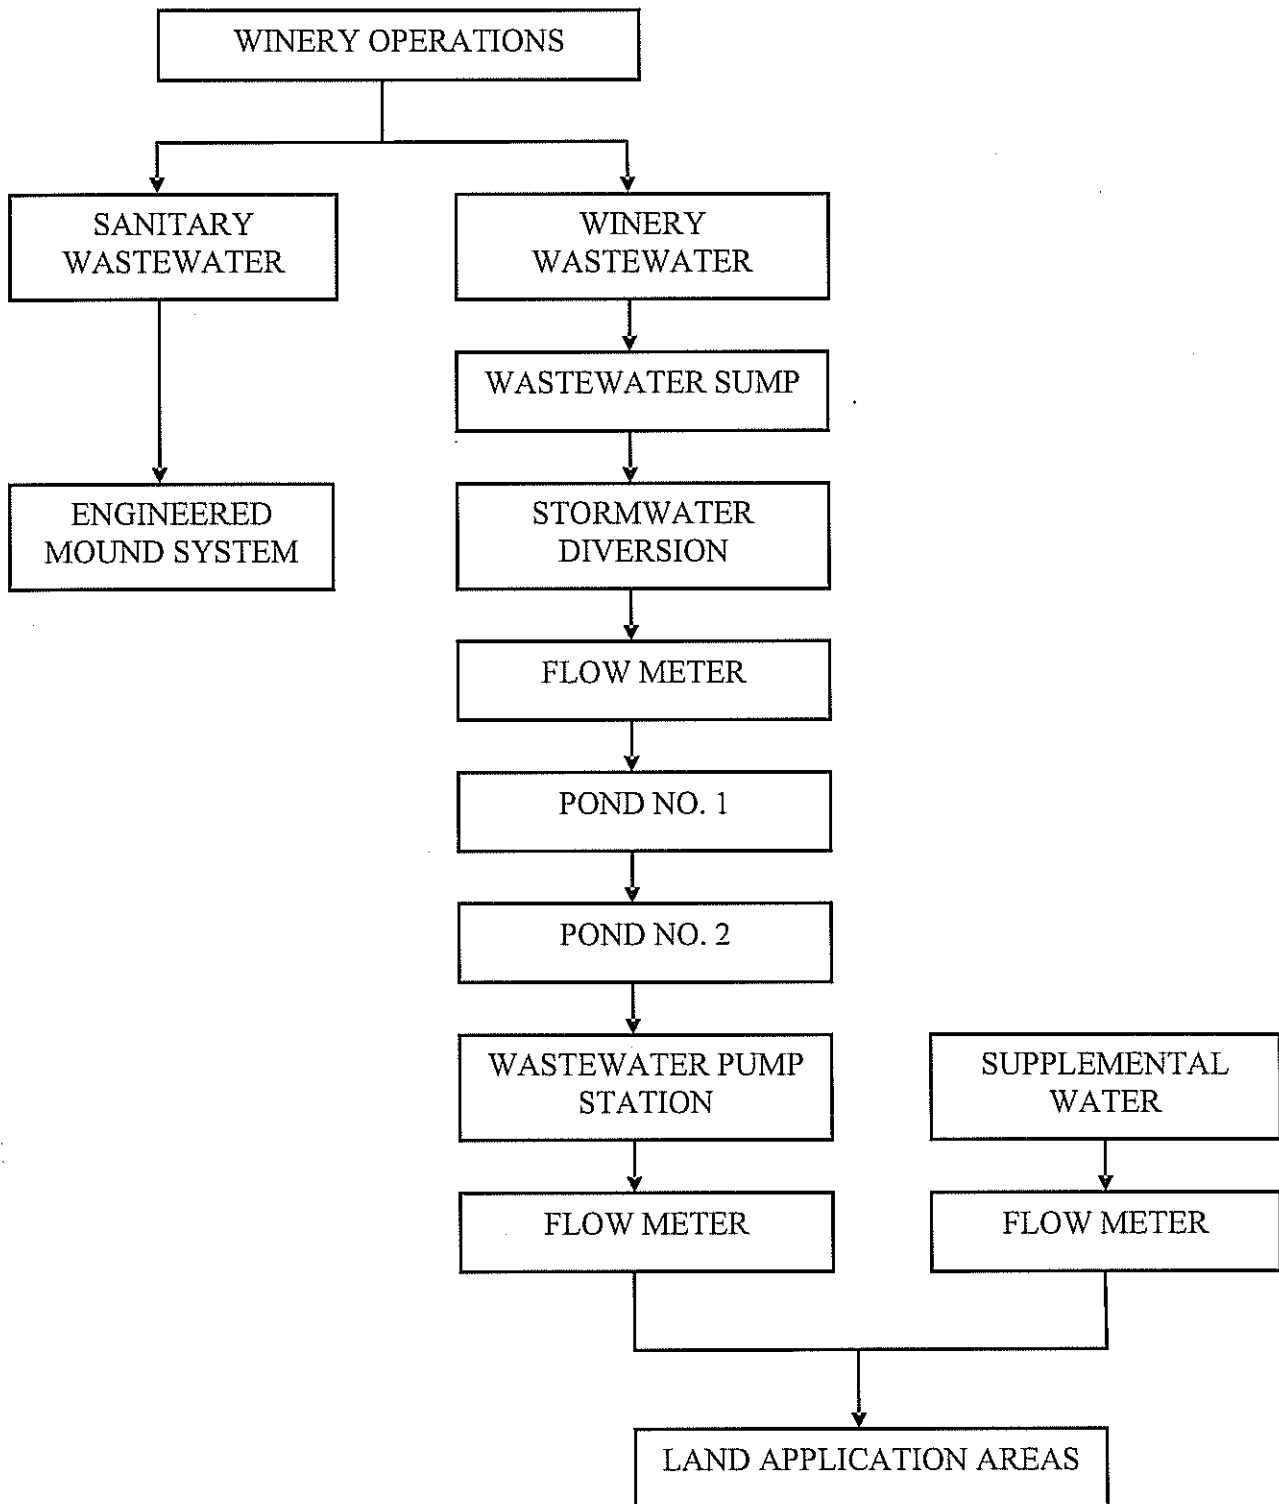 WINERY OPERATIONS
SANITARY
WASTEWATER
WINERY
WASTEWATER
WASTEWATER SUMP
ENGINEERED
MOUND SYSTEM
STORMWATER
DIVERSION
FLOW METER
POND NO. 1
POND NO. 2
WASTEWATER PUMP
STATION
SUPPLEMENTAL
WATER
FLOW METER
FLOW METER
LAND APPLICATION AREAS